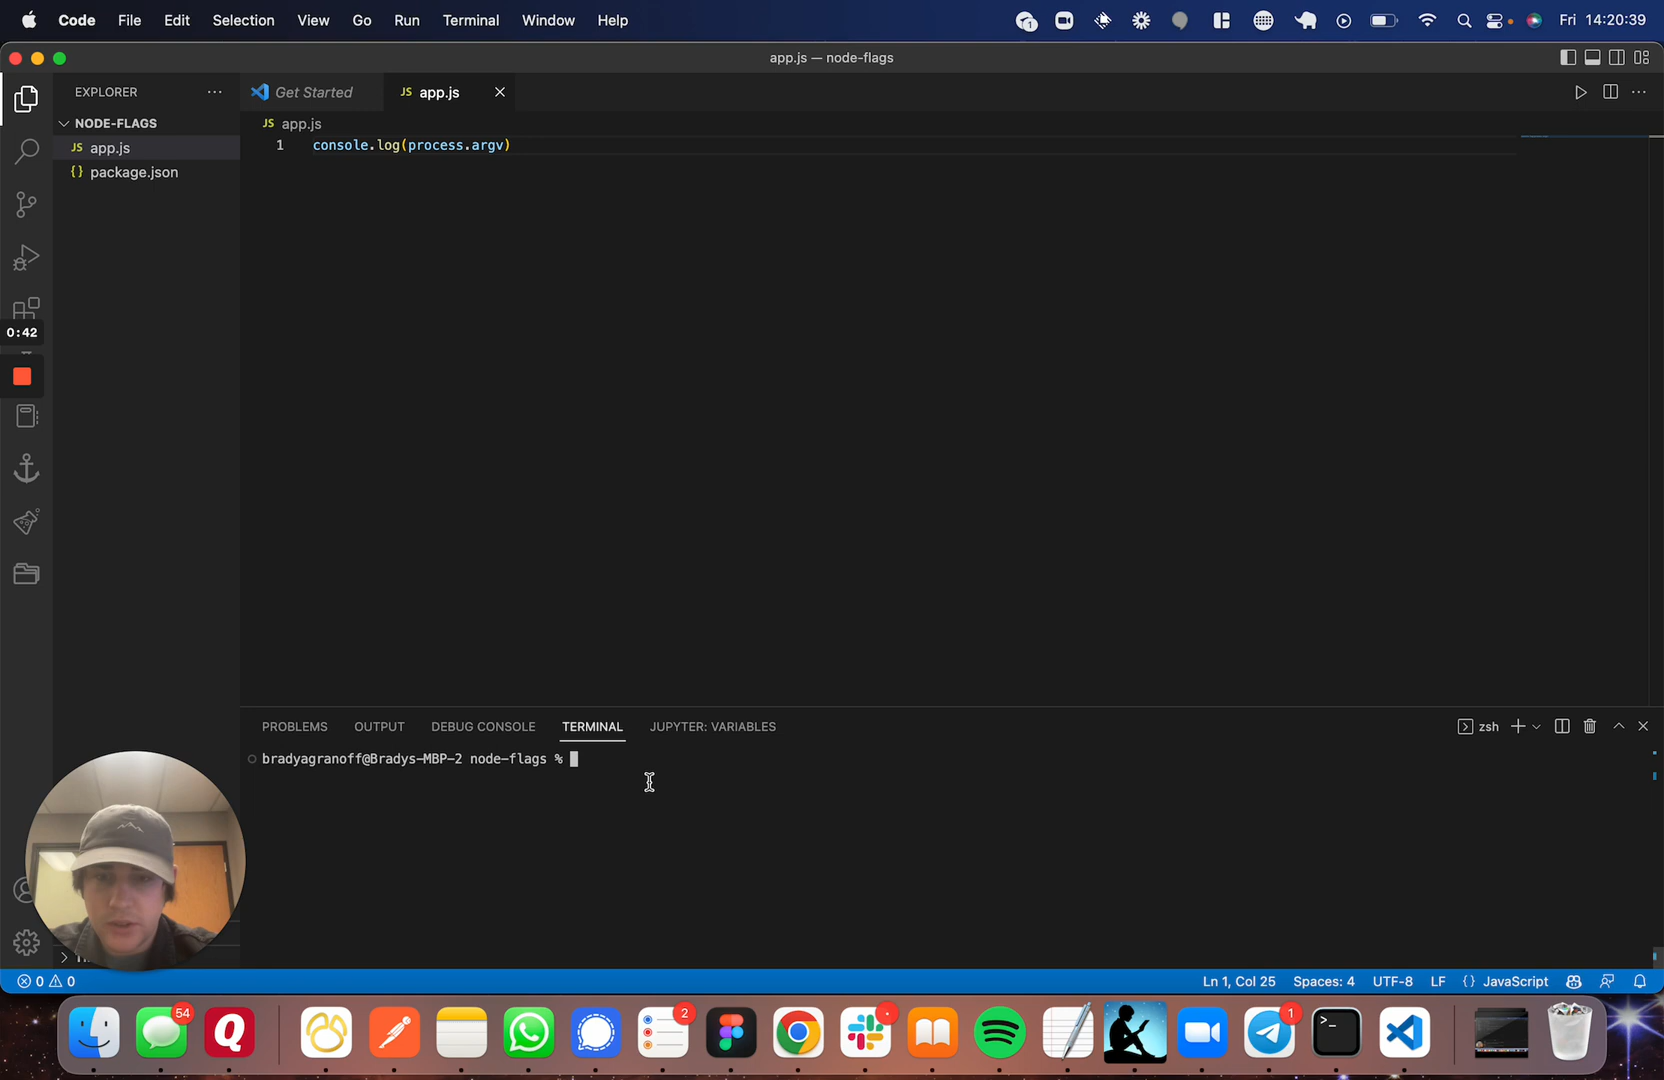 Code File Edit Selection View Go Run Terminal Window Help
1
Fri 14:20:39
app.js — node-flags
EXPLORER
Get Started
JS app.js
NODE-FLAGS
JS app.js
{} package.json
JS app.js
1 console.log(process.argv)
0:42
PROBLEMS OUTPUT DEBUG CONSOLE TERMINAL JUPYTER: VARIABLES
zsh
bradyagranoff@Bradys-MBP-2 node-flags %
0 0
Ln 1, Col 25 Spaces: 4 UTF-8 LF {} JavaScript
54
Q
2
1
>_